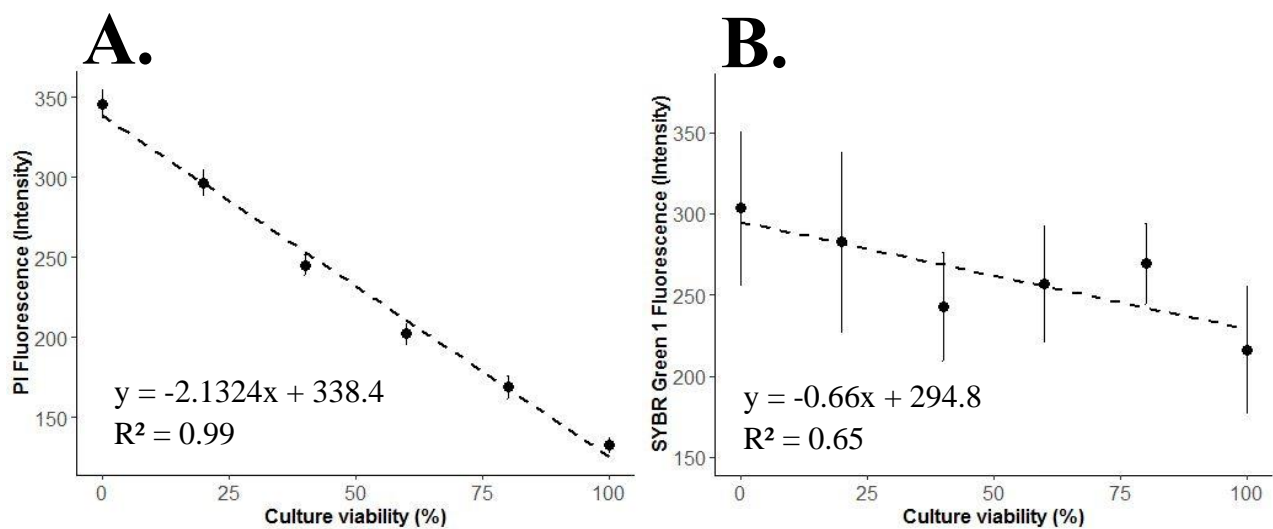 A.
PI Fluorescence (Intensity)
350
300
250
200
150
y = -2.1324x + 338.4
R² = 0.99
0 25 50 75 100
Culture viability (%)
B.
SYBR Green 1 Fluorescence (Intensity)
350
300
250
200
150
y = -0.66x + 294.8
R² = 0.65
0 25 50 75 100
Culture viability (%)